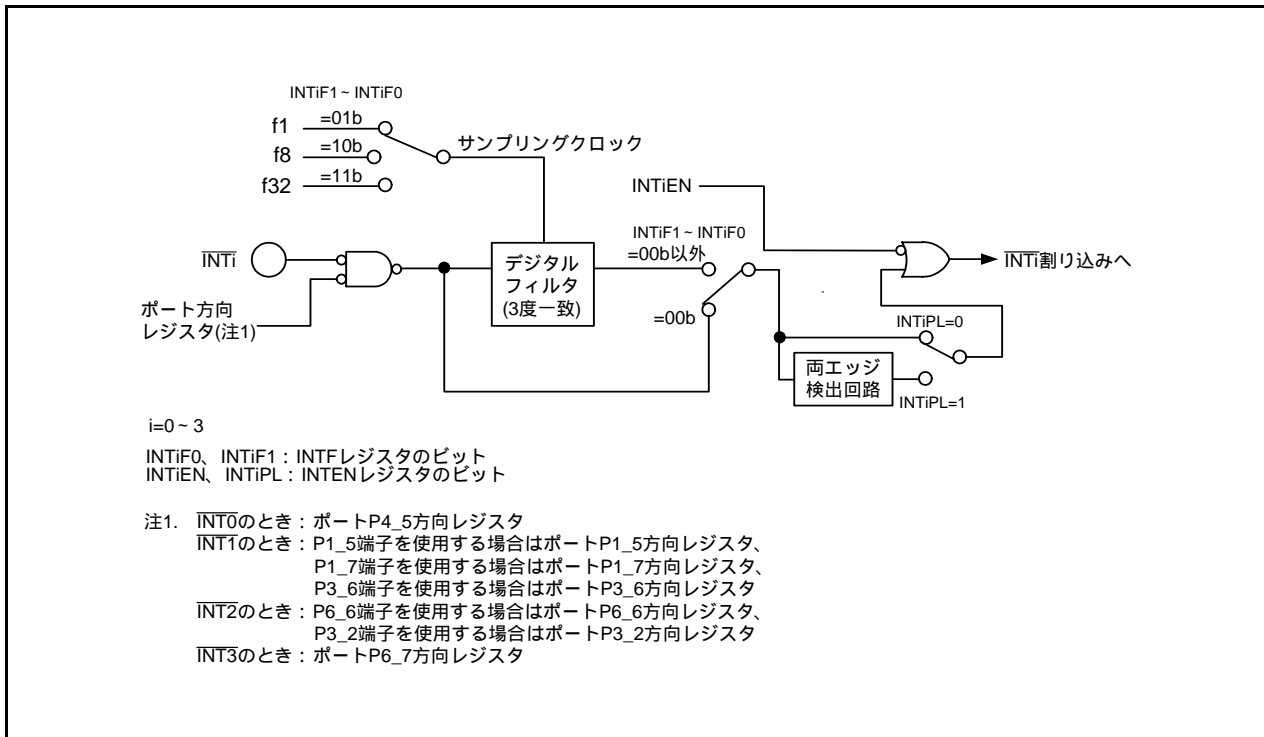 INTiF1~INTiF0
f1 =01b
f8 =10b
f32 =11b
サンプリングクロック
INTi
ポート方向
レジスタ(注1)
デジタル
フィルタ
(3度一致)
INTiEN
INTiF1~INTiF0
=00b以外
=00b
両エッジ
検出回路
INTiPL=0
INTiPL=1
INTi割り込みへ
i=0~3
INTiF0、INTiF1:INTFレジスタのビット
INTiEN、INTiPL:INTENレジスタのビット
注1. INT0のとき:ポートP4_5方向レジスタ
INT1のとき:P1_5端子を使用する場合はポートP1_5方向レジスタ、
P1_7端子を使用する場合はポートP1_7方向レジスタ、
P3_6端子を使用する場合はポートP3_6方向レジスタ
INT2のとき:P6_6端子を使用する場合はポートP6_6方向レジスタ、
P3_2端子を使用する場合はポートP3_2方向レジスタ
INT3のとき:ポートP6_7方向レジスタ